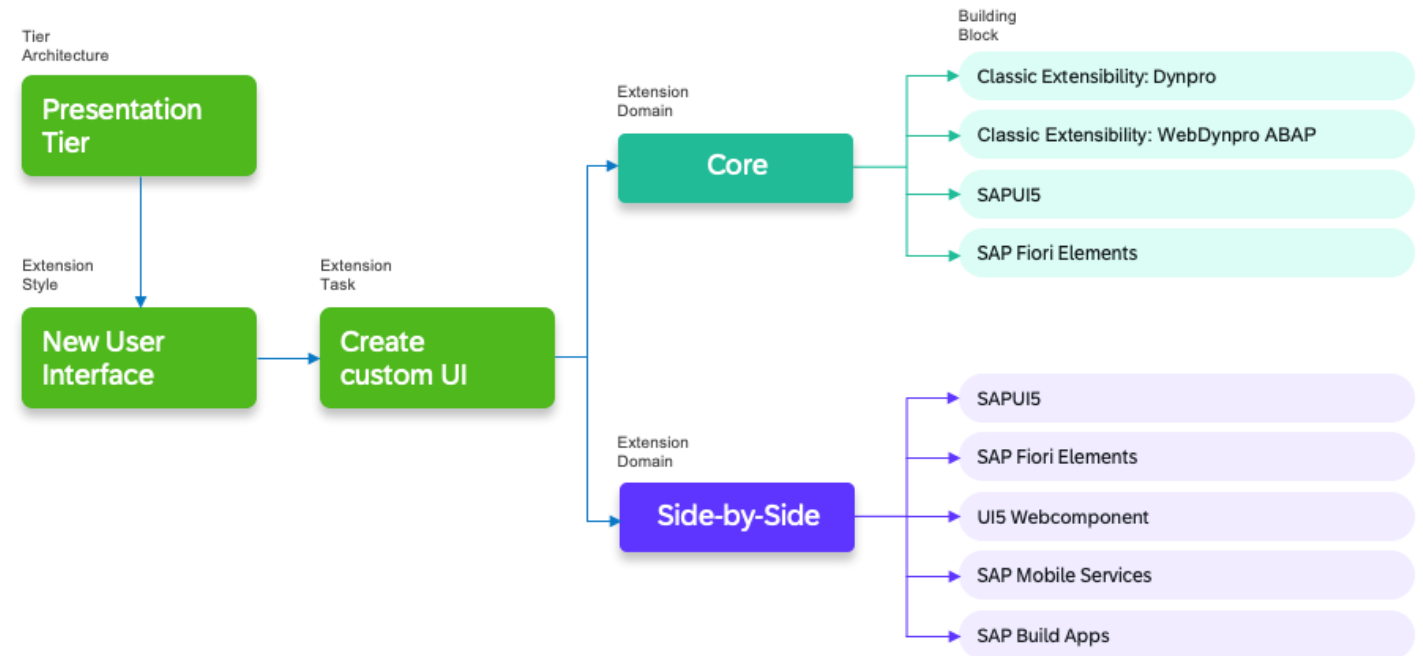 Tier
Architecture
Presentation
Tier
Extension
Style
New User
Interface
Extension
Task
Create
custom UI
Extension
Domain
Core
Building
Block
Classic Extensibility: Dynpro
Classic Extensibility: WebDynpro ABAP
SAPUI5
SAP Fiori Elements
Extension
Domain
Side-by-Side
SAPUI5
SAP Fiori Elements
UI5 Webcomponent
SAP Mobile Services
SAP Build Apps